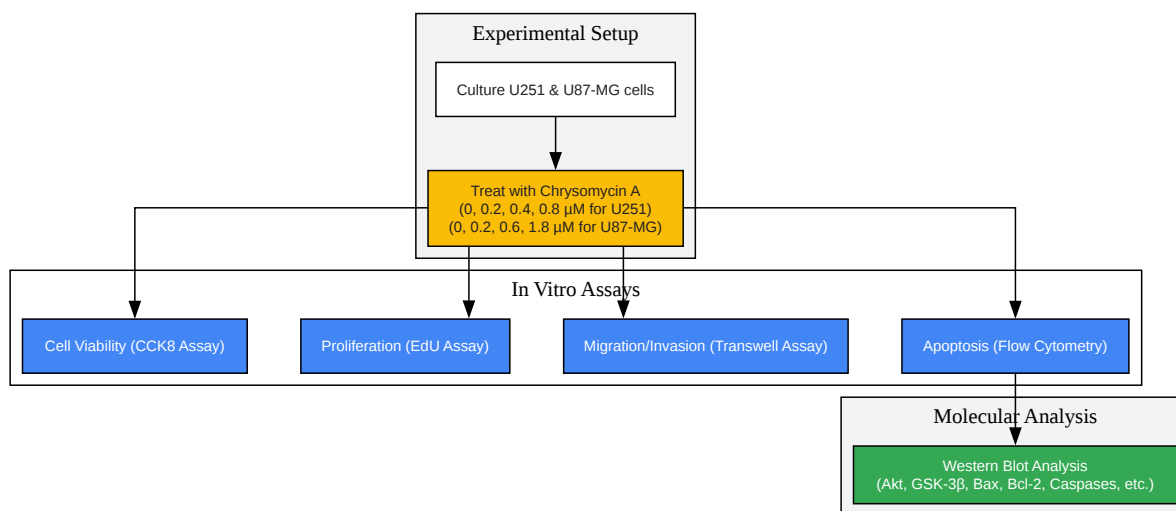 Experimental Setup
Culture U251 & U87-MG cells
Treat with Chrysomycin A
(0, 0.2, 0.4, 0.8 µM for U251)
(0, 0.2, 0.6, 1.8 µM for U87-MG)
In Vitro Assays
Cell Viability (CCK8 Assay)
Proliferation (EdU Assay)
Migration/Invasion (Transwell Assay)
Apoptosis (Flow Cytometry)
Molecular Analysis
Western Blot Analysis
(Akt, GSK-3β, Bax, Bcl-2, Caspases, etc.)